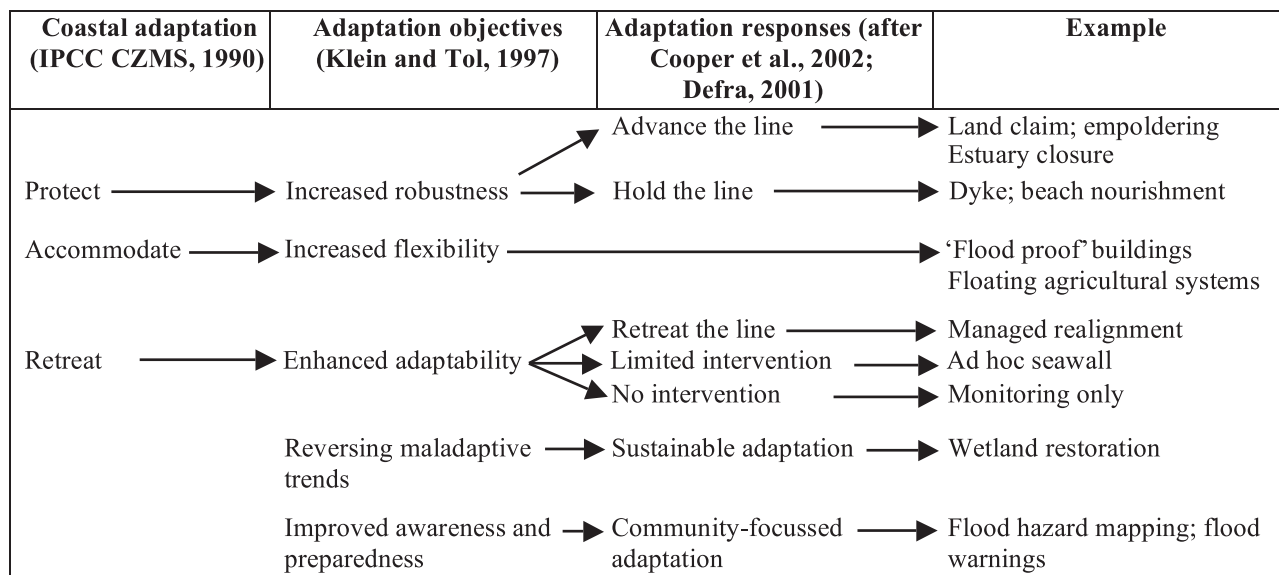 Coastal adaptation (IPCC CZMS, 1990)
Adaptation objectives (Klein and Tol, 1997)
Adaptation responses (after Cooper et al., 2002; Defra, 2001)
Example
Advance the line
Land claim; empoldering
Estuary closure
Protect
Increased robustness
Hold the line
Dyke; beach nourishment
Accommodate
Increased flexibility
‘Flood proof’ buildings
Floating agricultural systems
Retreat the line
Managed realignment
Retreat
Enhanced adaptability
Limited intervention
Ad hoc seawall
No intervention
Monitoring only
Reversing maladaptive
trends
Sustainable adaptation
Wetland restoration
Improved awareness and
preparedness
Community-focussed
adaptation
Flood hazard mapping; flood
warnings